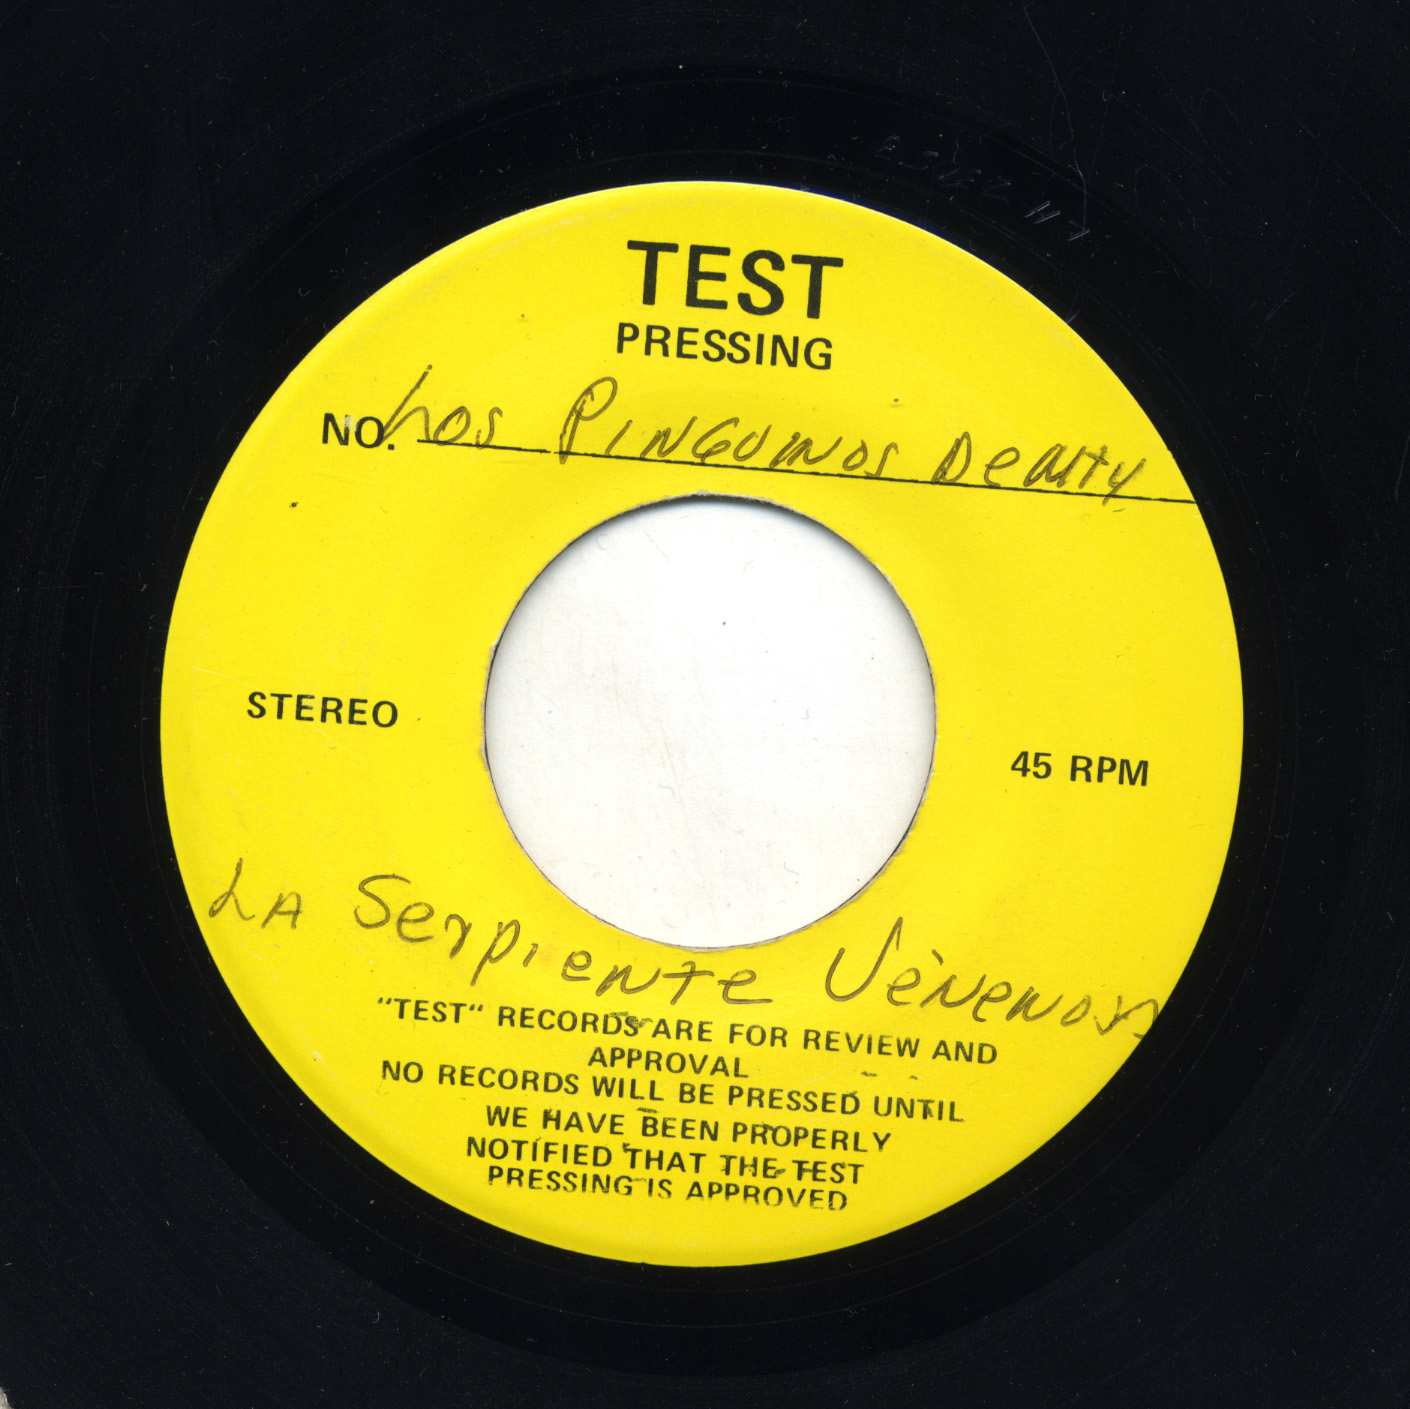 TEST
PRESSING
NO. Los PINGUINOS De
STEREO
45 RPM
LA Serpiente Venenosa
"TEST" RECORDS ARE FOR REVIEW AND
APPROVAL
NO RECORDS WILL BE PRESSED UNTIL
WE HAVE BEEN PROPERLY
NOTIFIED THAT THE TEST
PRESSING IS APPROVED